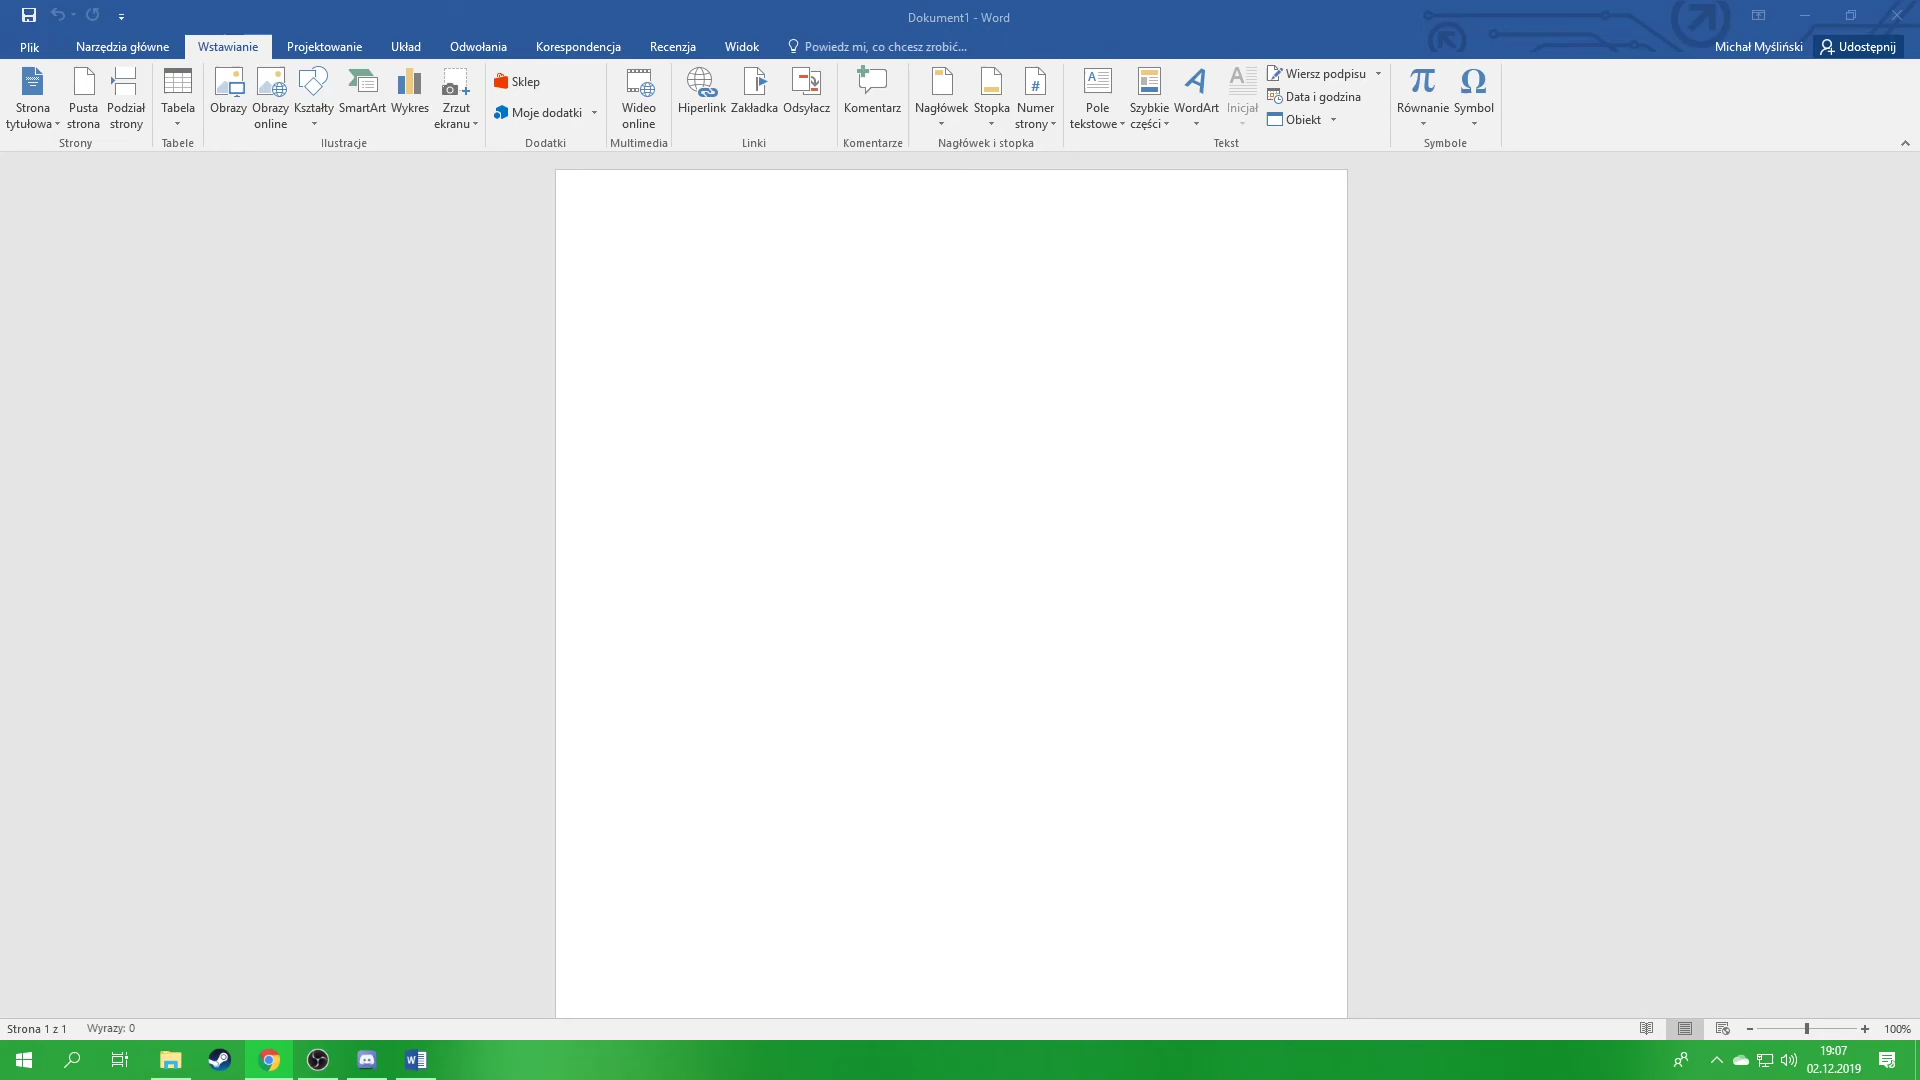 Dokument1 - Word
Plik Narzędzia główne Wstawianie Projektowanie Układ Odwołania Korespondencja Recenzja Widok Powiedz mi, co chcesz zrobić... Michał Myśliński Udostępnij
Strona tytułowa
Pusta strona
Podział strony
Strony
Tabela
Tabele
Obrazy
Obrazy online
Kształty
SmartArt
Wykres
Zrzut ekranu
Ilustracje
Sklep
Moje dodatki
Dodatki
Wideo online
Multimedia
Hiperlink
Zakładka
Odsyłacz
Linki
Komentarz
Komentarze
Nagłówek
Stopka
Numer strony
Nagłówek i stopka
Pole tekstowe
Szybkie części
WordArt
Inicjał
Wiersz podpisu
Data i godzina
Obiekt
Tekst
Równanie
Symbol
Symbole
Strona 1 z 1 Wyrazy: 0 100%
19:07
02.12.2019